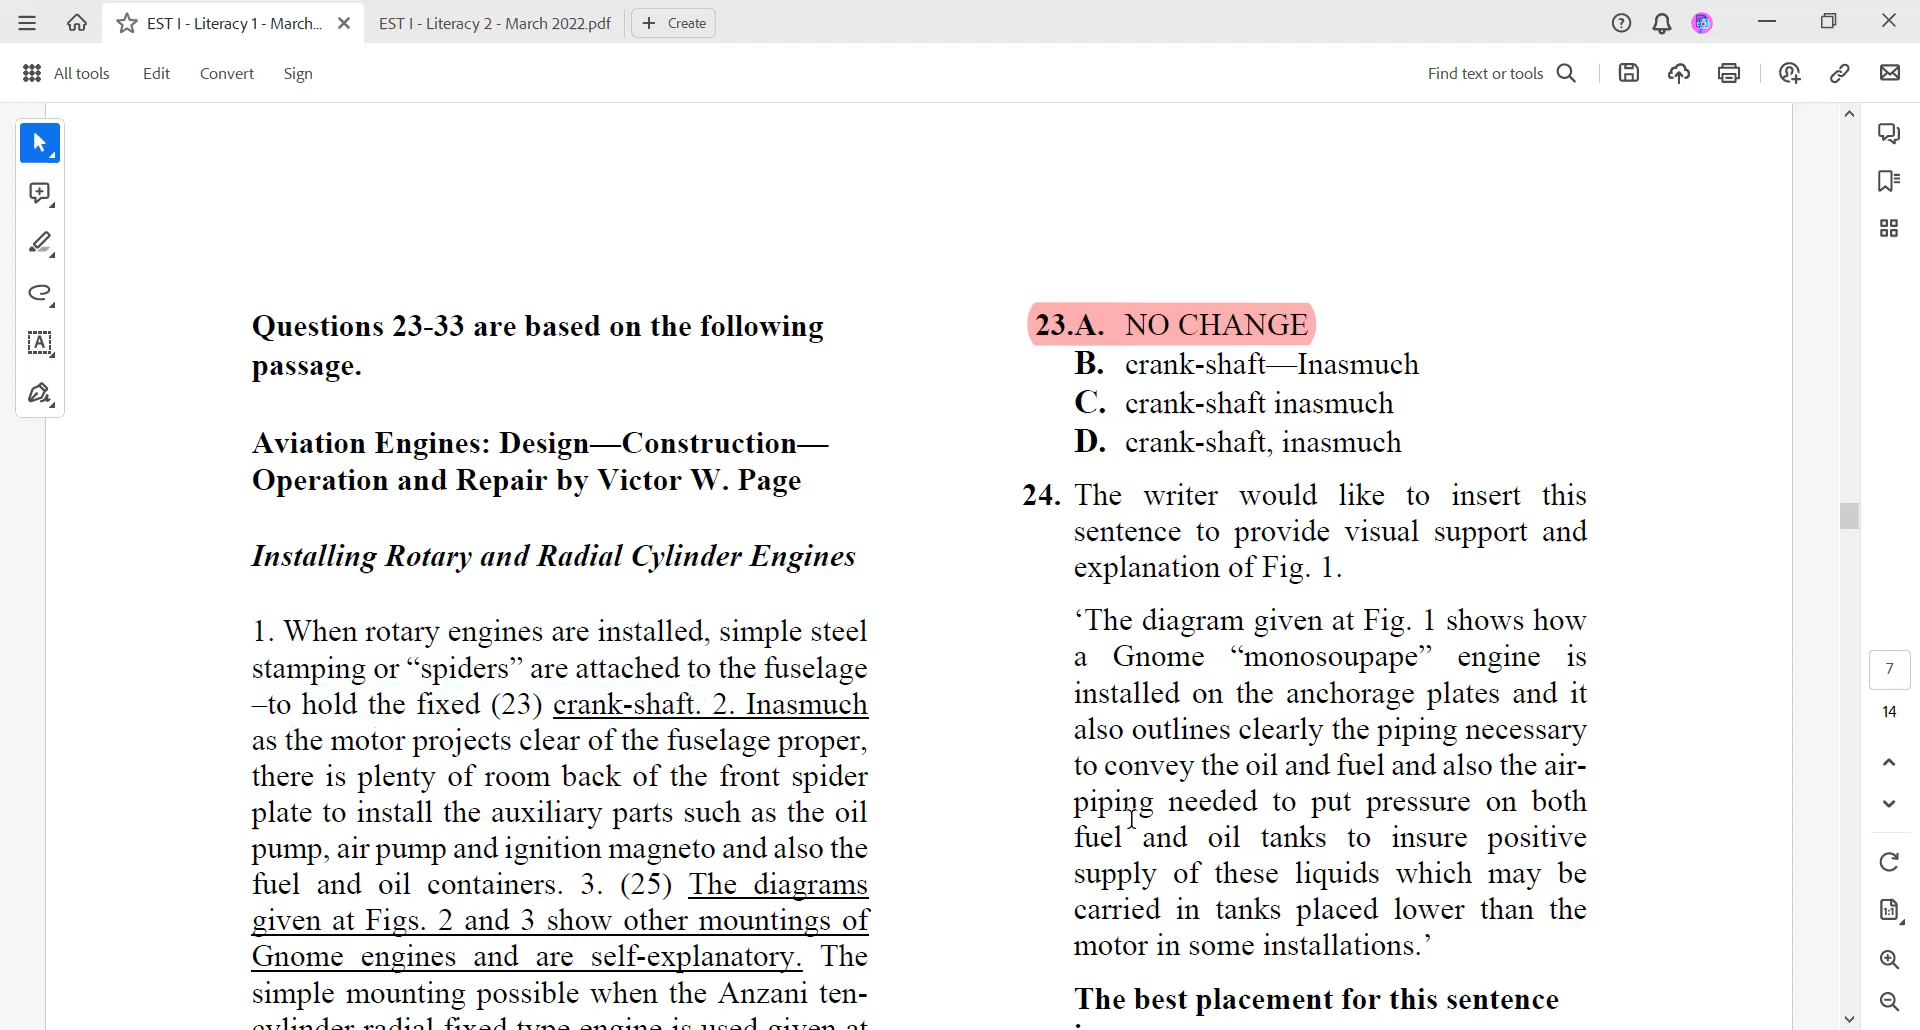 EST I - Literacy 1 - March...
EST I - Literacy 2 - March 2022.pdf
Create
All tools
Edit
Convert
Sign
Find text or tools
Questions 23-33 are based on the following
passage.
Aviation Engines: Design—Construction—
Operation and Repair by Victor W. Page
Installing Rotary and Radial Cylinder Engines
1. When rotary engines are installed, simple steel
stamping or “spiders” are attached to the fuselage
–to hold the fixed (23) crank-shaft. 2. Inasmuch
as the motor projects clear of the fuselage proper,
there is plenty of room back of the front spider
plate to install the auxiliary parts such as the oil
pump, air pump and ignition magneto and also the
fuel and oil containers. 3. (25) The diagrams
given at Figs. 2 and 3 show other mountings of
Gnome engines and are self-explanatory. The
simple mounting possible when the Anzani ten-
cylinder radial fixed type engine is used given at
23.A. NO CHANGE
B. crank-shaft—Inasmuch
C. crank-shaft inasmuch
D. crank-shaft, inasmuch
24. The writer would like to insert this
sentence to provide visual support and
explanation of Fig. 1.
‘The diagram given at Fig. 1 shows how
a Gnome “monosoupape” engine is
installed on the anchorage plates and it
also outlines clearly the piping necessary
to convey the oil and fuel and also the air-
piping needed to put pressure on both
fuel and oil tanks to insure positive
supply of these liquids which may be
carried in tanks placed lower than the
motor in some installations.’
The best placement for this sentence
7
14